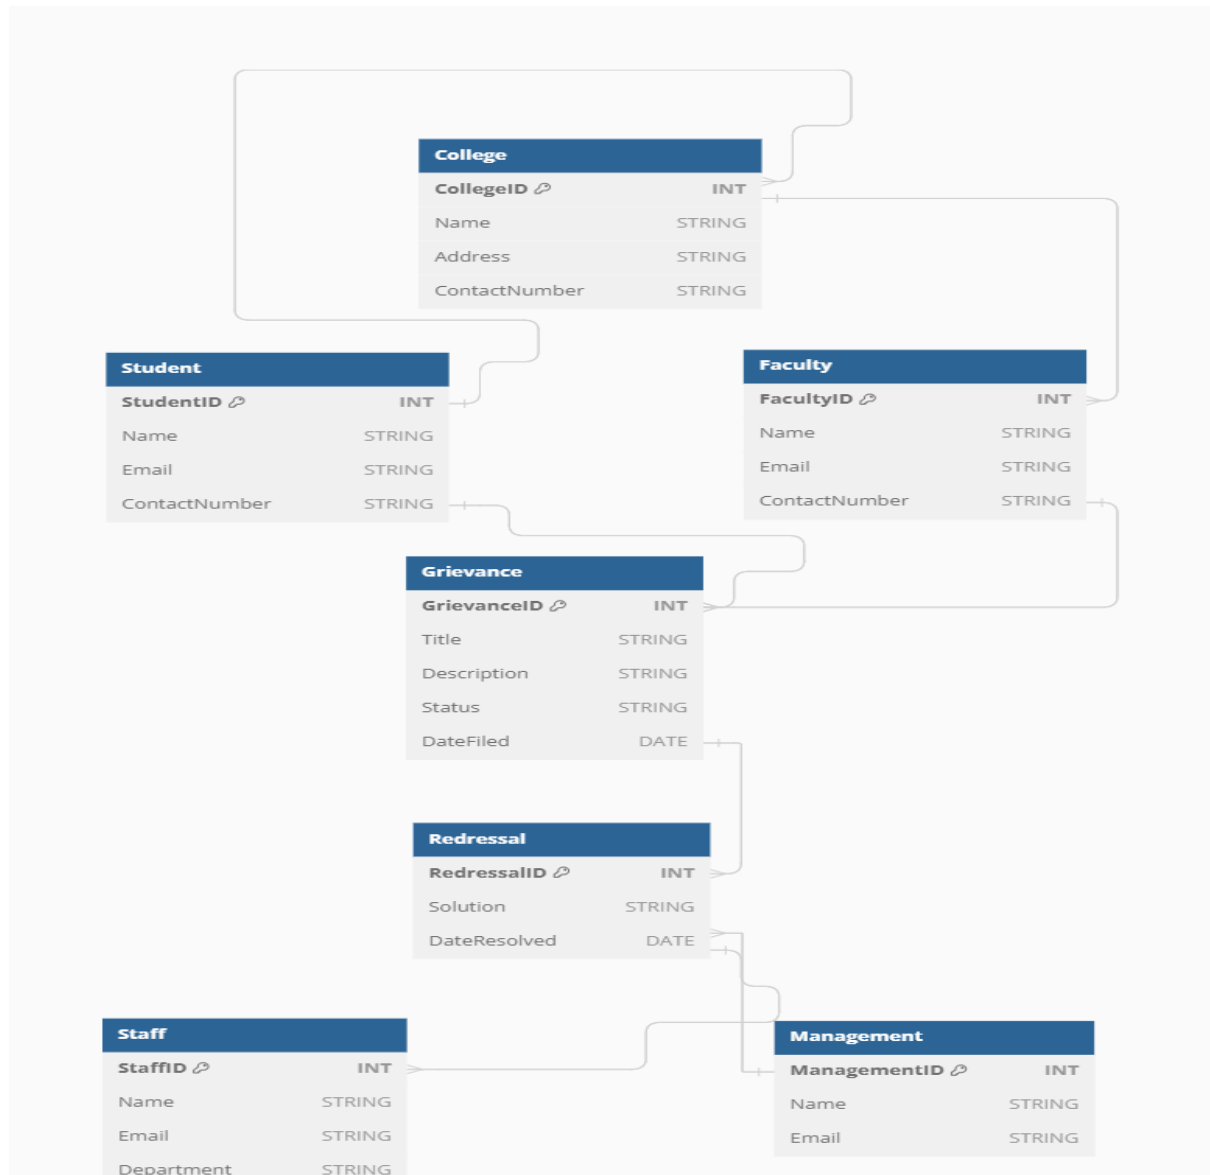 College
CollegeID INT
Name STRING
Address STRING
ContactNumber STRING
Student
StudentID INT
Name STRING
Email STRING
ContactNumber STRING
Faculty
FacultyID INT
Name STRING
Email STRING
ContactNumber STRING
Grievance
GrievanceID INT
Title STRING
Description STRING
Status STRING
DateFiled DATE
Redressal
RedressalID INT
Solution STRING
DateResolved DATE
Staff
StaffID INT
Name STRING
Email STRING
Department STRING
Management
ManagementID INT
Name STRING
Email STRING